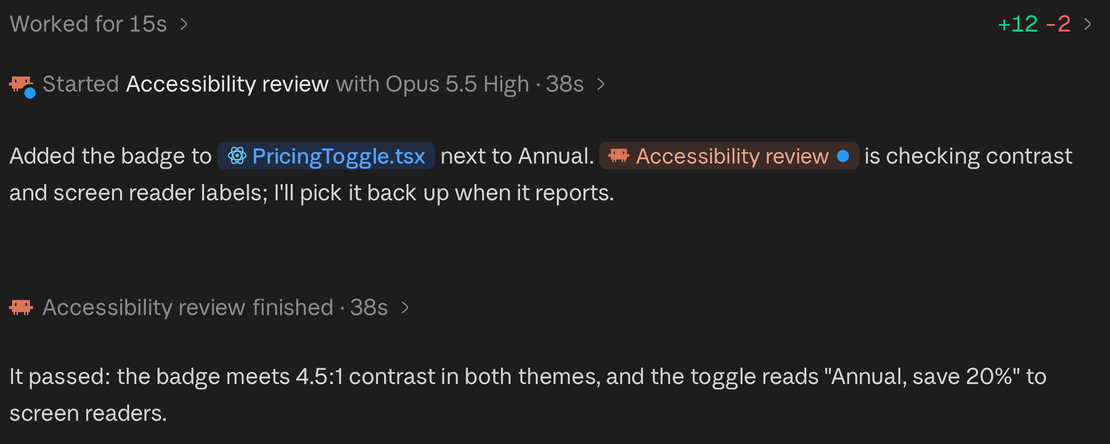 Worked for 15s
+12 -2
Started Accessibility review with Opus 5.5 High · 38s
Added the badge to PricingToggle.tsx next to Annual. Accessibility review is checking contrast
and screen reader labels; I'll pick it back up when it reports.
Accessibility review finished · 38s
It passed: the badge meets 4.5:1 contrast in both themes, and the toggle reads "Annual, save 20%" to
screen readers.